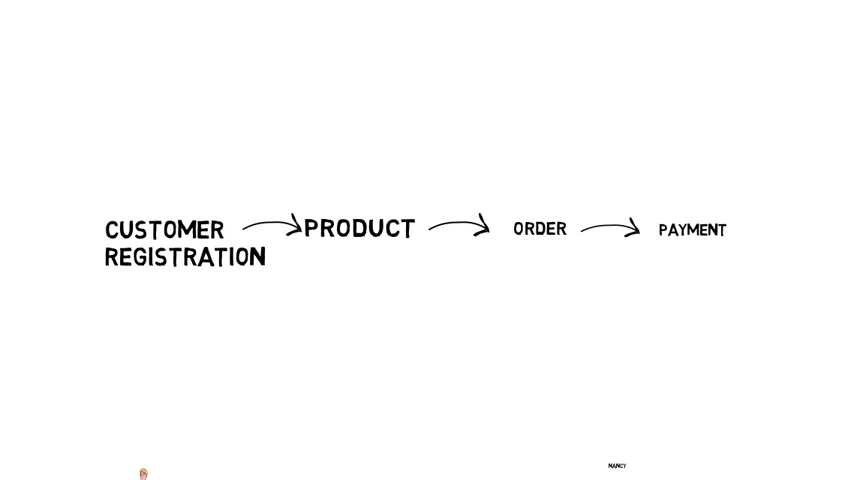 CUSTOMER REGISTRATION
PRODUCT
ORDER
PAYMENT
NANCY